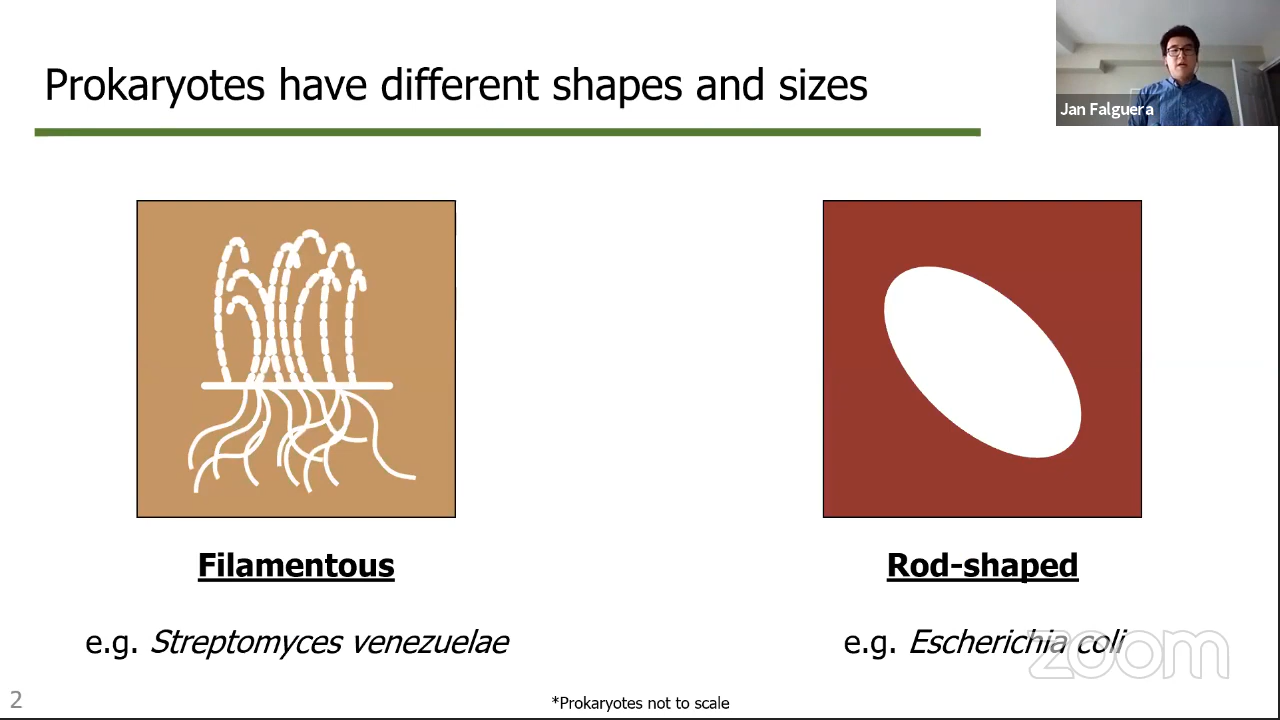 Prokaryotes have different shapes and sizes
Jan Falguera
Filamentous
Rod-shaped
e.g. Streptomyces venezuelae
e.g. Escherichia coli
zoom
2
*Prokaryotes not to scale